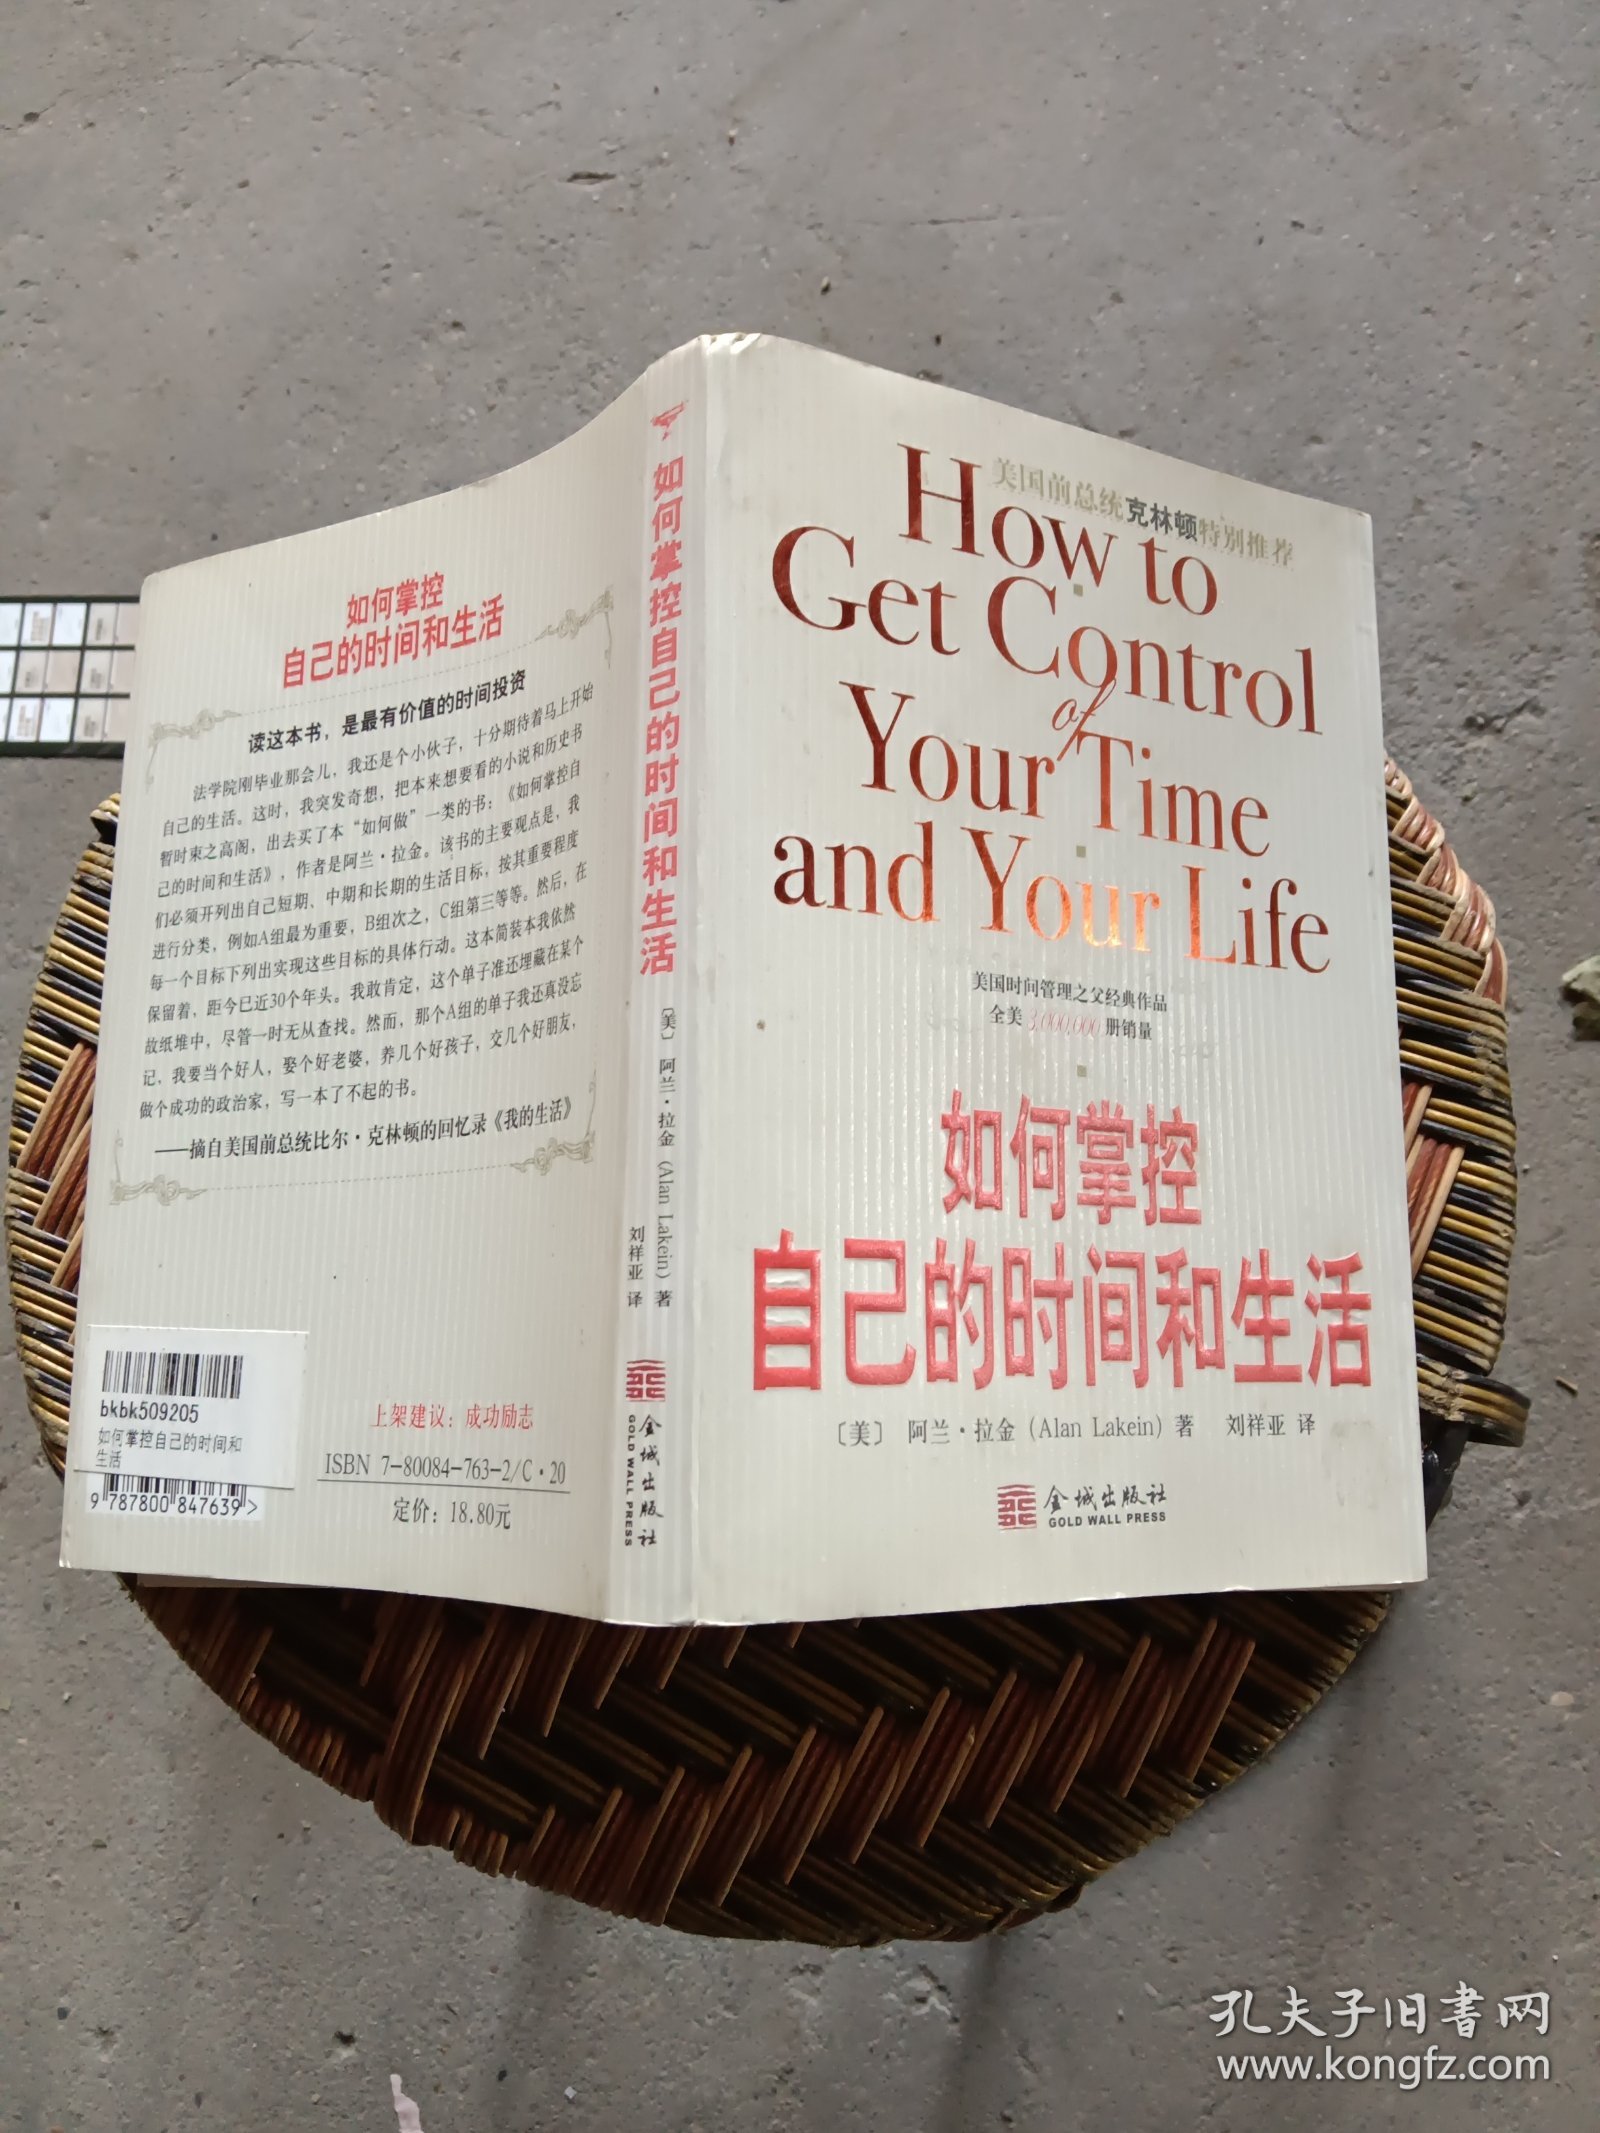 如何掌控
自己的时间和生活
读这本书，是最有价值的时间投资
法学院刚毕业那会儿，我还是个小伙子，十分期待着马上开始
自己的生活。这时，我突发奇想，把本来想要看的小说和历史书
暂时束之高阁，出去买了本“如何做”一类的书：《如何掌控自
己的时间和生活》，作者是阿兰·拉金。该书的主要观点是，我
们必须开列出自己短期、中期和长期的生活目标，按其重要程度
进行分类，例如A组最为重要，B组次之，C组第三等等。然后，在
每一个目标下列出实现这些目标的具体行动。这本简装本我依然
保留着，距今已近30个年头。我敢肯定，这个单子准还埋藏在某个
故纸堆中，尽管一时无从查找。然而，那个A组的单子我还真没忘
记，我要当个好人，娶个好老婆，养几个好孩子，交几个好朋友，
做个成功的政治家，写一本了不起的书。
——摘自美国前总统比尔·克林顿的回忆录《我的生活》
bkbk509205
如何掌控自己的时间和
生活
9 787800 847639 >
上架建议：成功励志
ISBN 7-80084-763-2/C·20
定价：18.80元
如何掌控自己的时间和生活
〔美〕 阿兰·拉金（Alan Lakein）著
刘祥亚 译
金城出版社
GOLD WALL PRESS
美国前总统克林顿特别推荐
How to
Get Control
of
Your Time
and Your Life
美国时间管理之父经典作品
全美3,000,000册销量
如何掌控
自己的时间和生活
〔美〕 阿兰·拉金（Alan Lakein）著 刘祥亚 译
金城出版社
GOLD WALL PRESS
孔夫子旧书网
www.kongfz.com